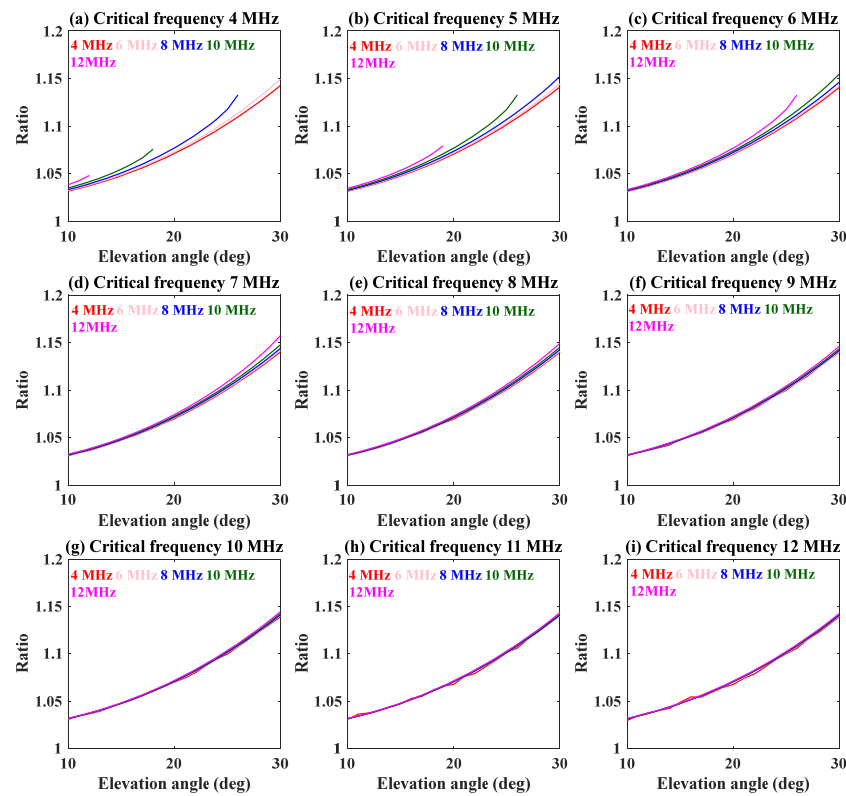 (a) Critical frequency 4 MHz
1.2
4 MHz 6 MHz 8 MHz 10 MHz
12MHz
1.15
1.1
1.05
1
Ratio
10 20 30
Elevation angle (deg)
(b) Critical frequency 5 MHz
1.2
4 MHz 6 MHz 8 MHz 10 MHz
12MHz
1.15
1.1
1.05
1
Ratio
10 20 30
Elevation angle (deg)
(c) Critical frequency 6 MHz
1.2
4 MHz 6 MHz 8 MHz 10 MHz
12MHz
1.15
1.1
1.05
1
Ratio
10 20 30
Elevation angle (deg)
(d) Critical frequency 7 MHz
1.2
4 MHz 6 MHz 8 MHz 10 MHz
12MHz
1.15
1.1
1.05
1
Ratio
10 20 30
Elevation angle (deg)
(e) Critical frequency 8 MHz
1.2
4 MHz 6 MHz 8 MHz 10 MHz
12MHz
1.15
1.1
1.05
1
Ratio
10 20 30
Elevation angle (deg)
(f) Critical frequency 9 MHz
1.2
4 MHz 6 MHz 8 MHz 10 MHz
12MHz
1.15
1.1
1.05
1
Ratio
10 20 30
Elevation angle (deg)
(g) Critical frequency 10 MHz
1.2
4 MHz 6 MHz 8 MHz 10 MHz
12MHz
1.15
1.1
1.05
1
Ratio
10 20 30
Elevation angle (deg)
(h) Critical frequency 11 MHz
1.2
4 MHz 6 MHz 8 MHz 10 MHz
12MHz
1.15
1.1
1.05
1
Ratio
10 20 30
Elevation angle (deg)
(i) Critical frequency 12 MHz
1.2
4 MHz 6 MHz 8 MHz 10 MHz
12MHz
1.15
1.1
1.05
1
Ratio
10 20 30
Elevation angle (deg)